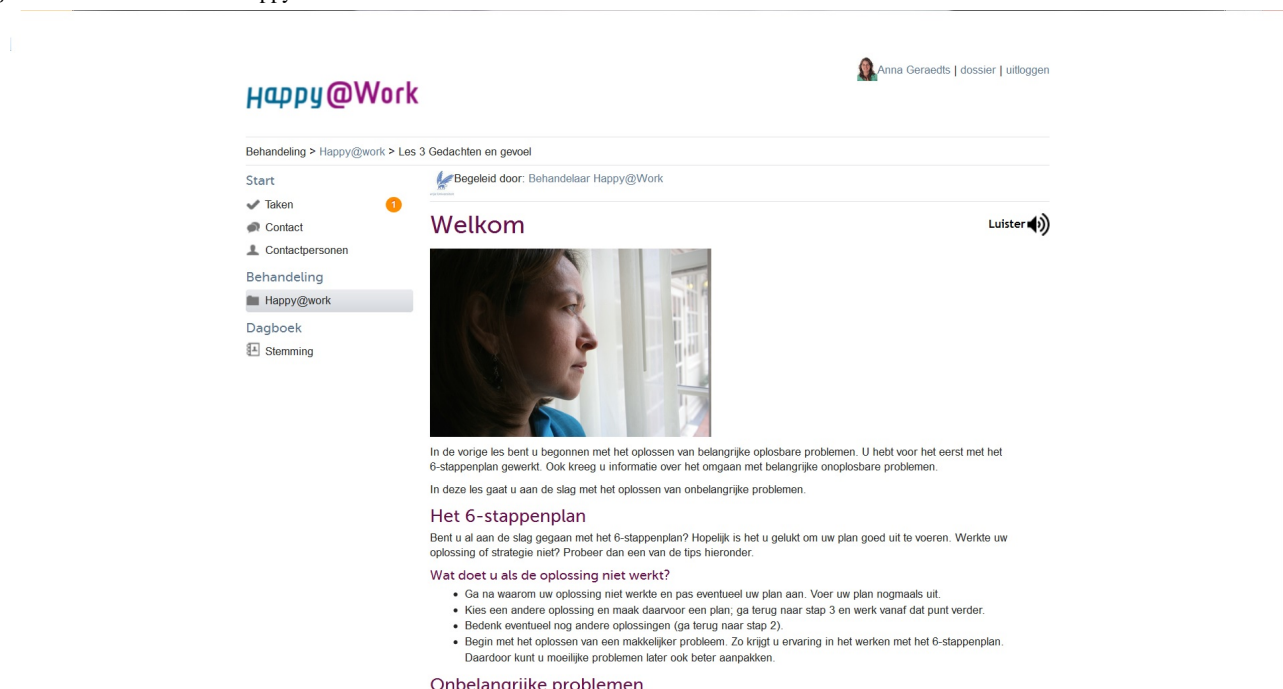 Anna Geraedts | dossier | uitloggen
Happy@Work
Behandeling > Happy@work > Les 3 Gedachten en gevoel
Start
Taken 1
Contact
Contactpersonen
Behandeling
Happy@work
Dagboek
Stemming
Begeleid door: Behandelaar Happy@Work
Welkom
Luister
In de vorige les bent u begonnen met het oplossen van belangrijke oplosbare problemen. U hebt voor het eerst met het
6-stappenplan gewerkt. Ook kreeg u informatie over het omgaan met belangrijke onoplosbare problemen.
In deze les gaat u aan de slag met het oplossen van onbelangrijke problemen.
Het 6-stappenplan
Bent u al aan de slag gegaan met het 6-stappenplan? Hopelijk is het u gelukt om uw plan goed uit te voeren. Werkte uw
oplossing of strategie niet? Probeer dan een van de tips hieronder.
Wat doet u als de oplossing niet werkt?
• Ga na waarom uw oplossing niet werkte en pas eventueel uw plan aan. Voer uw plan nogmaals uit.
• Kies een andere oplossing en maak daarvoor een plan; ga terug naar stap 3 en werk vanaf dat punt verder.
• Bedenk eventueel nog andere oplossingen (ga terug naar stap 2).
• Begin met het oplossen van een makkelijker probleem. Zo krijgt u ervaring in het werken met het 6-stappenplan.
Daardoor kunt u moeilijke problemen later ook beter aanpakken.
Onbelangrijke problemen